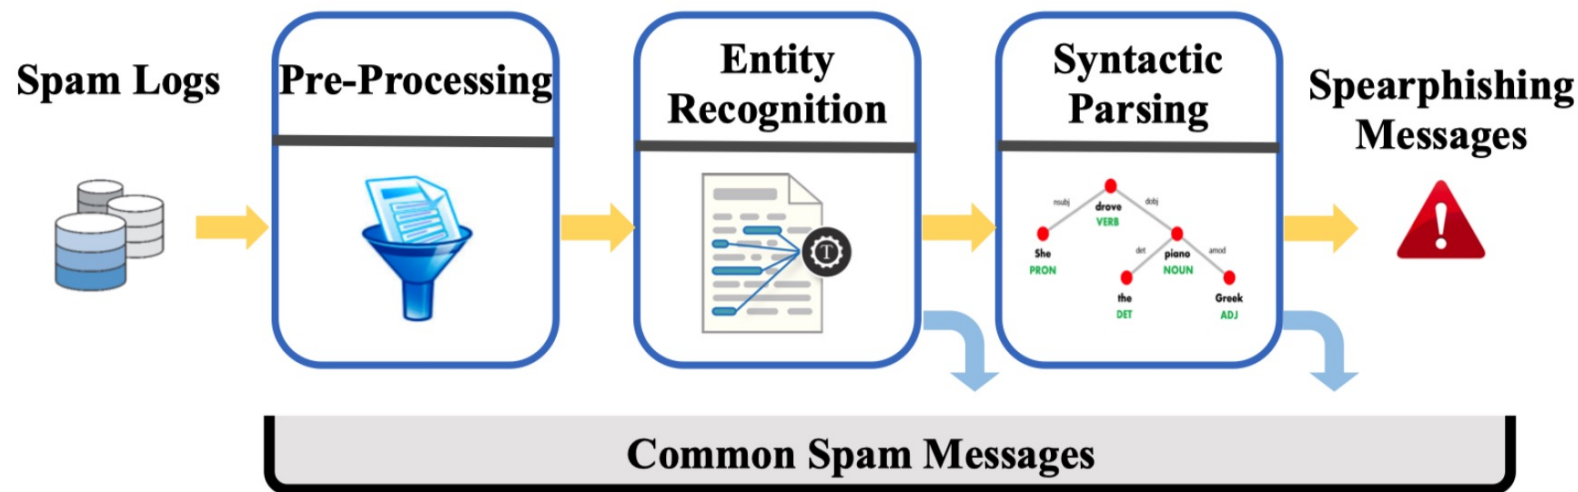 Spam Logs
Pre-Processing
Entity
Recognition
T
Syntactic
Parsing
nsubj
dobj
drove
VERB
She
PRON
det
amod
piano
NOUN
the
DET
Greek
ADJ
Spearphishing
Messages
Common Spam Messages